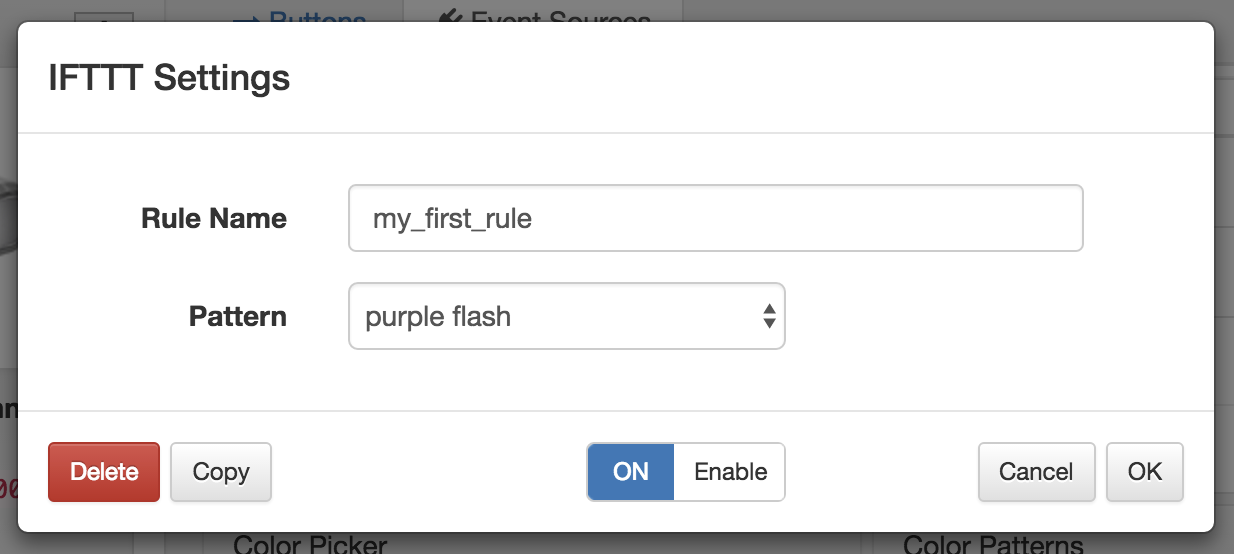 Buttons Event Sources
IFTTT Settings
Rule Name my_first_rule
Pattern purple flash
Delete Copy ON Enable Cancel OK
Color Picker Color Patterns